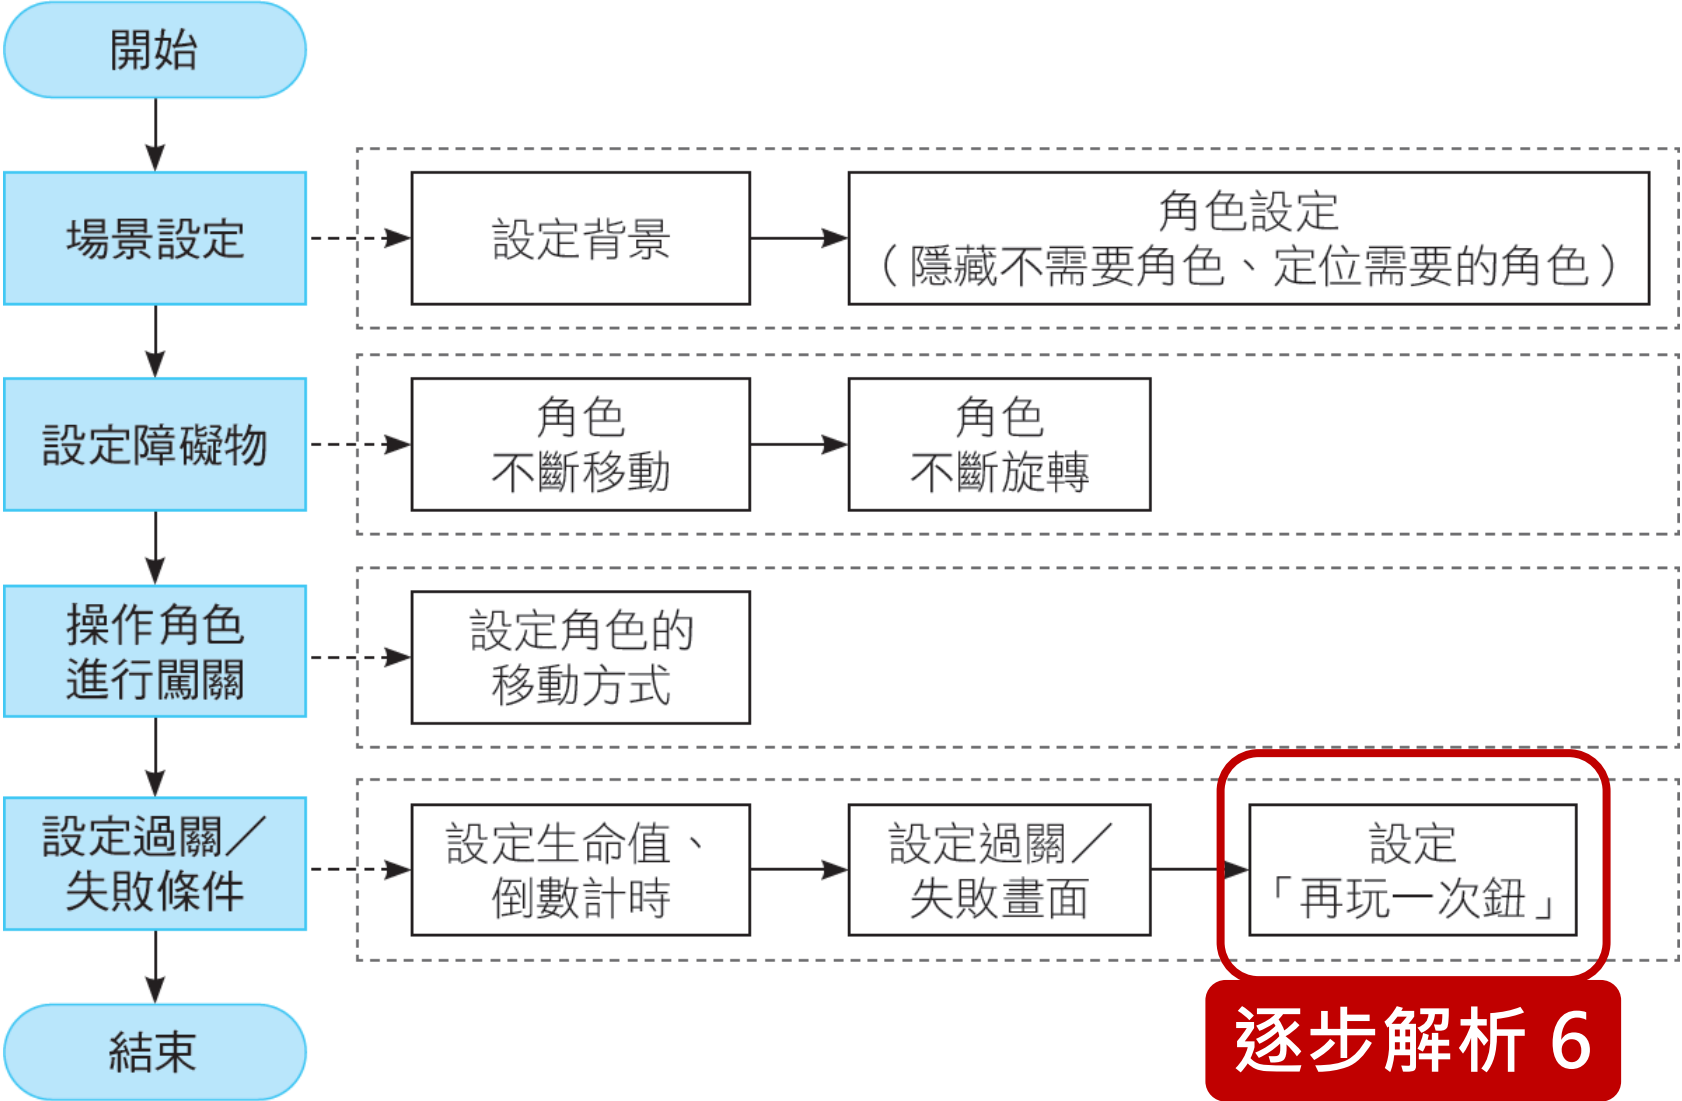 開始
場景設定
設定背景
角色設定
（隱藏不需要角色、定位需要的角色）
設定障礙物
角色
不斷移動
角色
不斷旋轉
操作角色
進行闖關
設定角色的
移動方式
設定過關／
失敗條件
設定生命值、
倒數計時
設定過關／
失敗畫面
設定
「再玩一次鈕」
逐步解析 6
結束